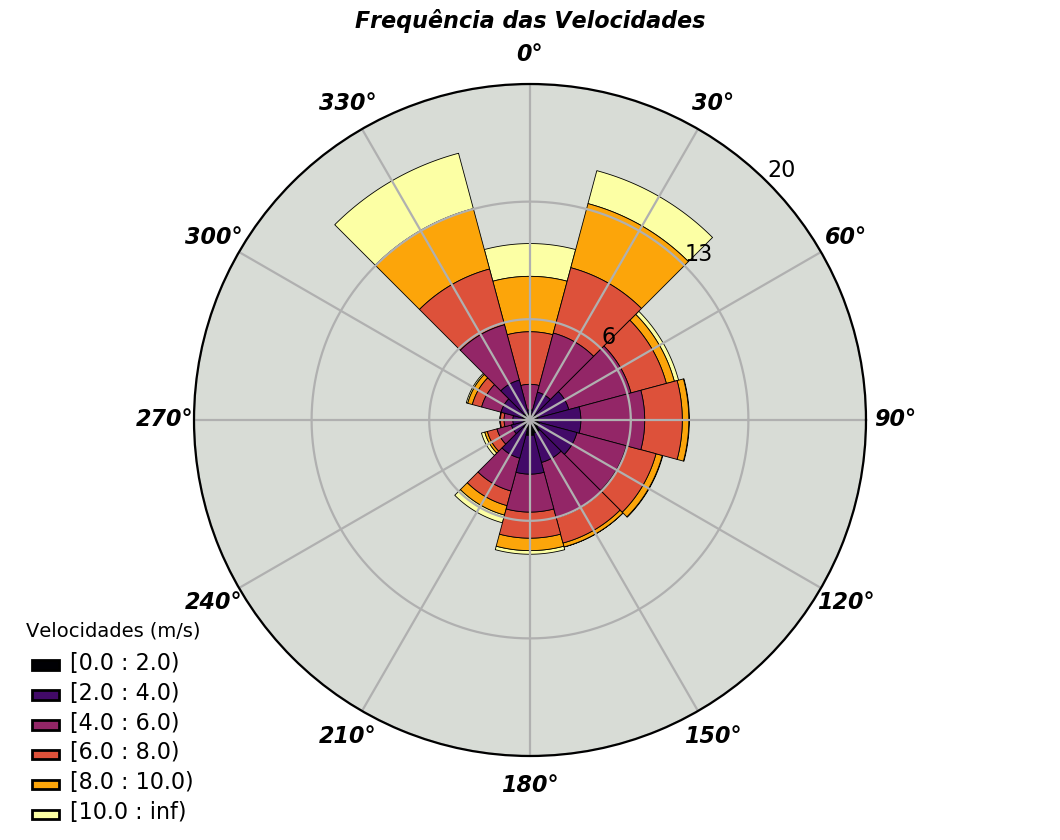 Frequência das Velocidades
0°
330°
30°
20
300°
60°
13
6
270°
90°
240°
120°
Velocidades (m/s)
[0.0 : 2.0)
[2.0 : 4.0)
[4.0 : 6.0)
210°
150°
[6.0 : 8.0)
180°
[8.0 : 10.0)
[10.0 : inf)